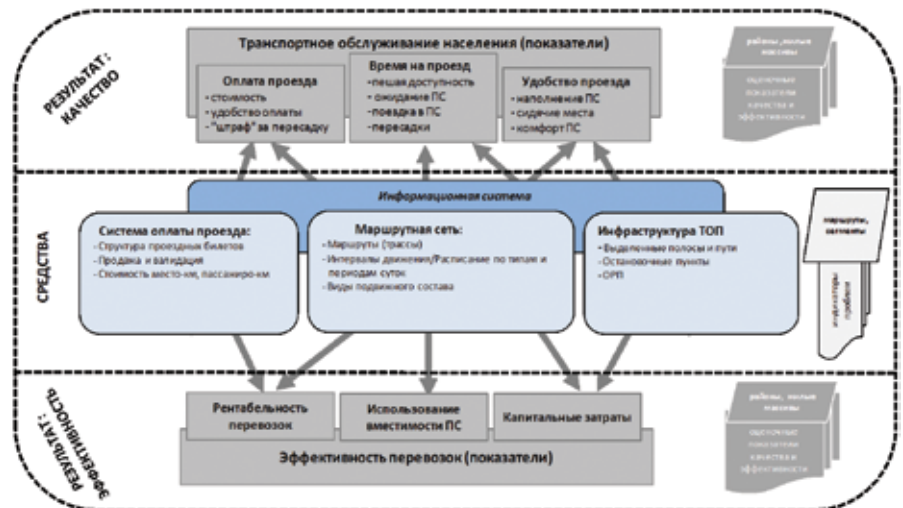 РЕЗУЛЬТАТ:
КАЧЕСТВО
Транспортное обслуживание населения (показатели)
Оплата проезда
• стоимость
• удобство оплаты
• "штраф" за пересадку
Время на проезд
• пешая доступность
• ожидание ПС
• поездка в ПС
• пересадки
Удобство проезда
• наполнение ПС
• сидячие места
• комфорт ПС
районы, жилые
массивы
оценочные
показатели
качества и
эффективности
СРЕДСТВА
Информационная система
Система оплаты проезда:
- Структура проездных билетов
- Продажа и валидация
- Стоимость место-км, пассажиро-км
Маршрутная сеть:
- Маршруты (трассы)
- Интервалы движения/Расписание по типам и
периодам суток
- Виды подвижного состава
Инфраструктура ТОП
• Выделенные полосы и пути
- Остановочные пункты
- ОРП
маршруты,
сегменты
индикаторы
проблем
РЕЗУЛЬТАТ:
ЭФФЕКТИВНОСТЬ
Рентабельность
перевозок
Использование
вместимости ПС
Капитальные затраты
Эффективность перевозок (показатели)
районы, жилые
массивы
оценочные
показатели
качества и
эффективности